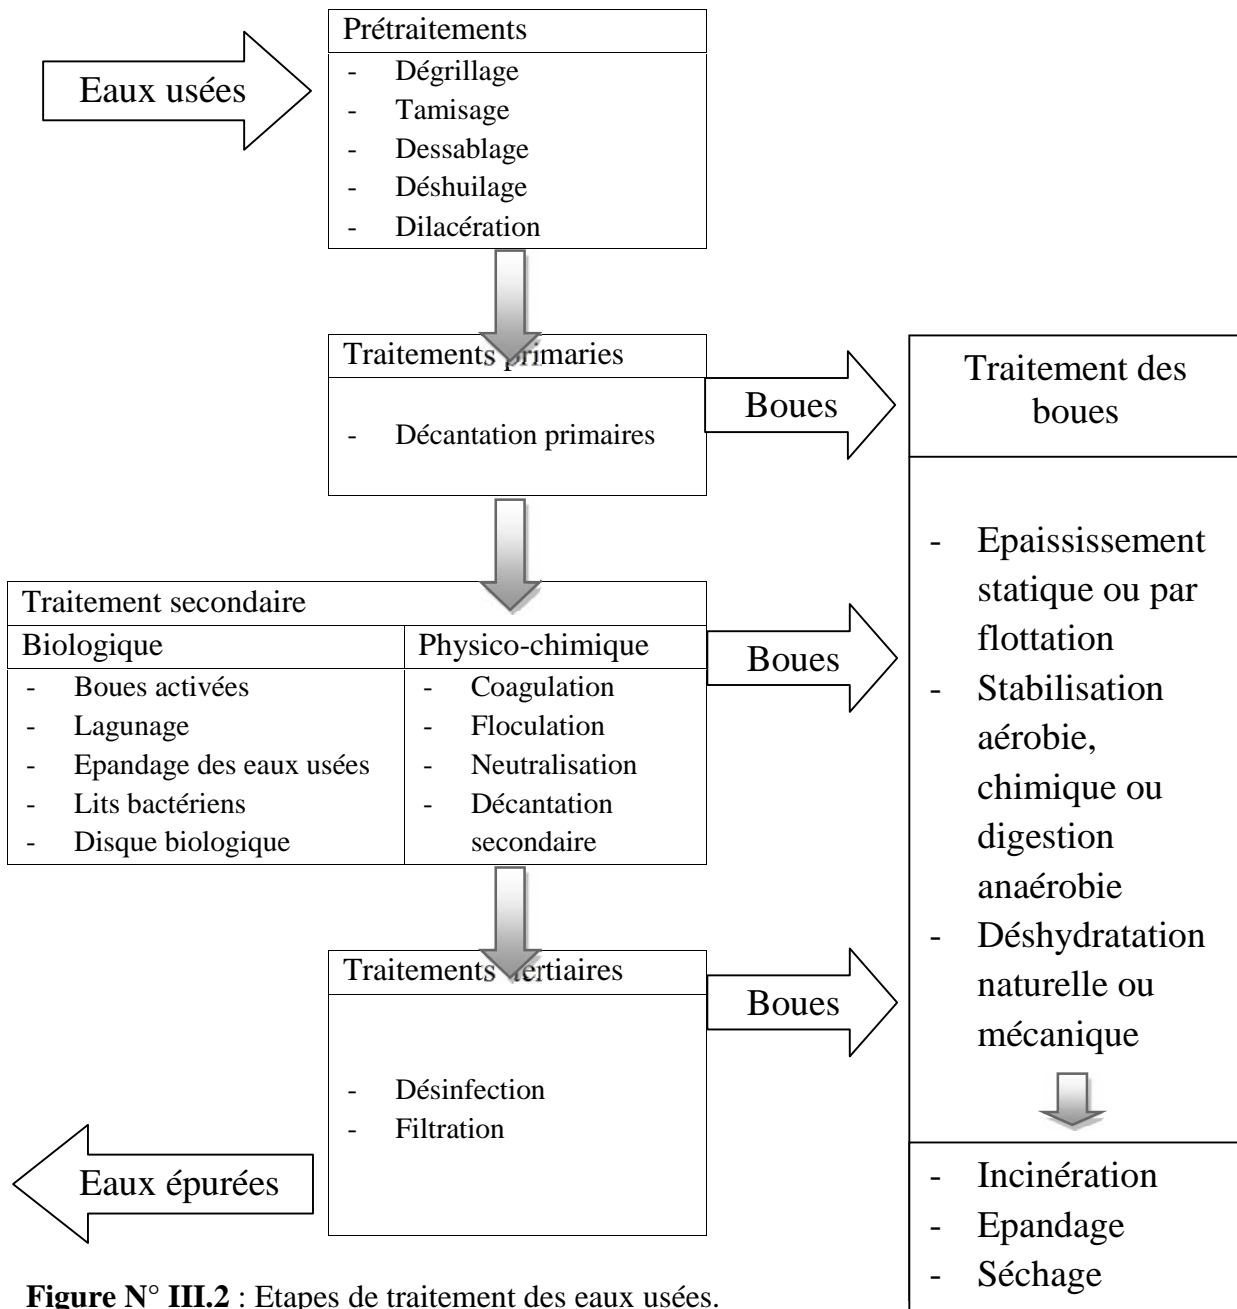 Eaux usées
Prétraitements
- Dégrillage
- Tamisage
- Dessablage
- Déshuilage
- Dilacération
Traitements primaries
- Décantation primaires
Boues
Traitement secondaire
Biologique
- Boues activées
- Lagunage
- Epandage des eaux usées
- Lits bactériens
- Disque biologique
Physico-chimique
- Coagulation
- Floculation
- Neutralisation
- Décantation
secondaire
Boues
Traitements tertiaires
- Désinfection
- Filtration
Boues
Eaux épurées
Traitement des
boues
- Epaississement
statique ou par
flottation
- Stabilisation
aérobie,
chimique ou
digestion
anaérobie
- Déshydratation
naturelle ou
mécanique
- Incinération
- Epandage
- Séchage
Figure N° III.2 : Etapes de traitement des eaux usées.